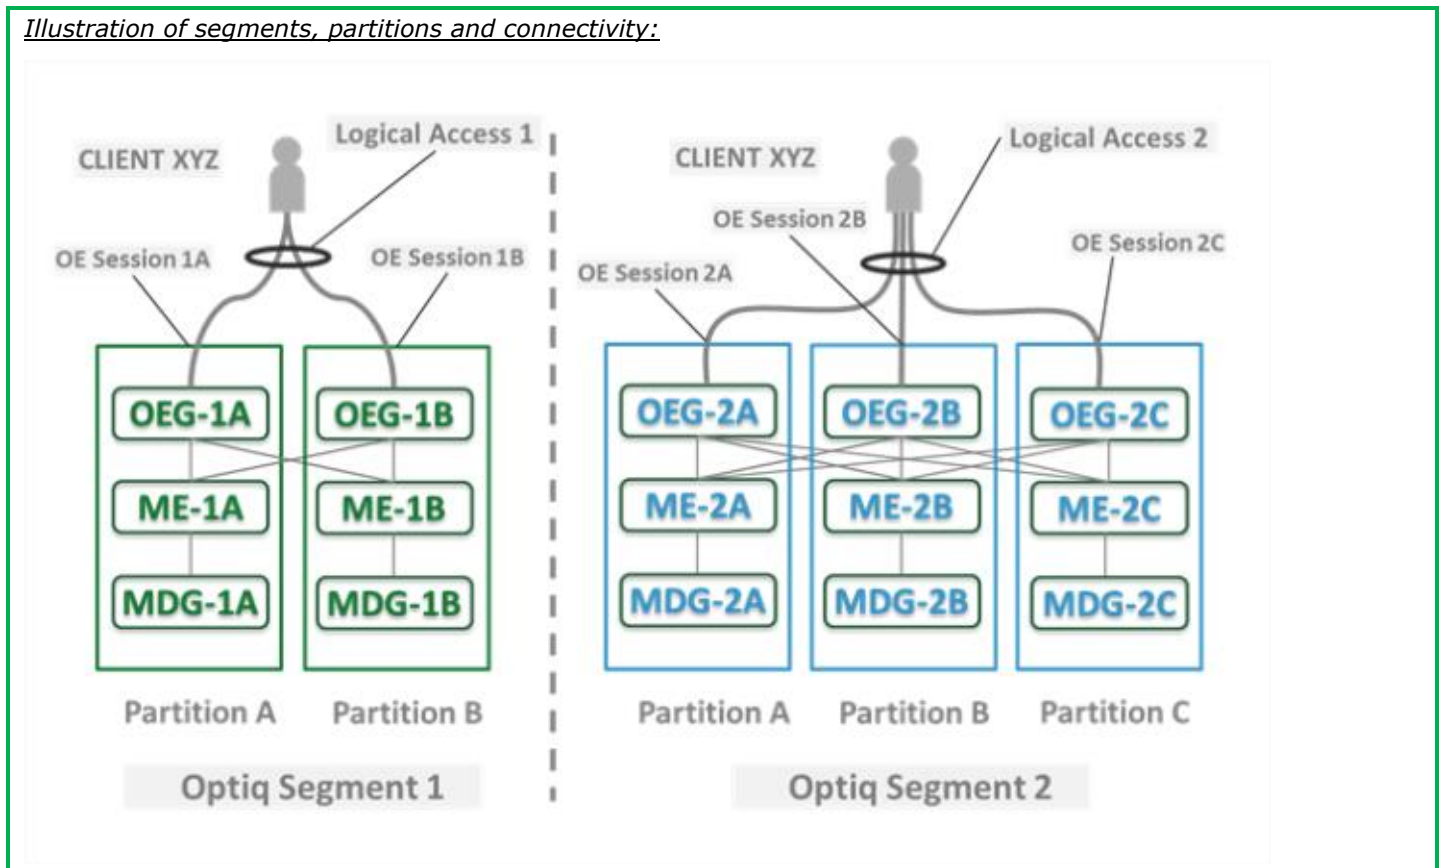 Illustration of segments, partitions and connectivity:
CLIENT XYZ
Logical Access 1
OE Session 1A
OE Session 1B
OEG-1A
OEG-1B
ME-1A
ME-1B
MDG-1A
MDG-1B
Partition A
Partition B
Optiq Segment 1
CLIENT XYZ
Logical Access 2
OE Session 2B
OE Session 2C
OE Session 2A
OEG-2A
OEG-2B
OEG-2C
ME-2A
ME-2B
ME-2C
MDG-2A
MDG-2B
MDG-2C
Partition A
Partition B
Partition C
Optiq Segment 2